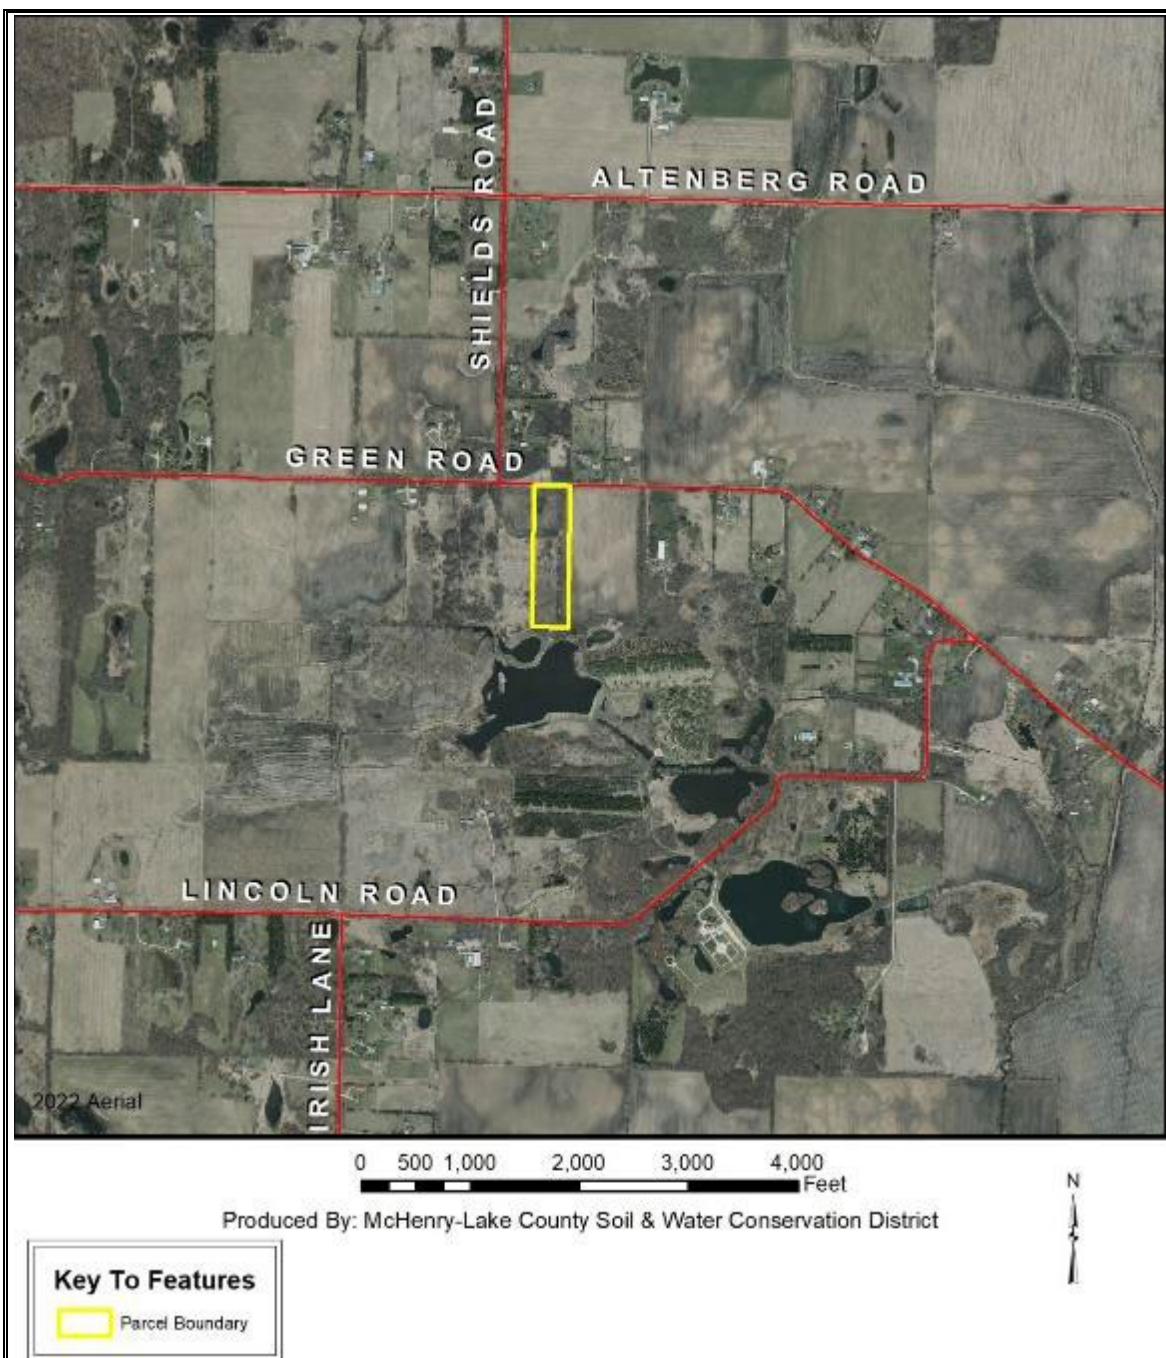 SHIELDS ROAD
ALTENBERG ROAD
GREEN ROAD
LINCOLN ROAD
IRISH LANE
2022 Aerial
0 500 1,000 2,000 3,000 4,000
Feet
Produced By: McHenry-Lake County Soil & Water Conservation District
N
Key To Features
Parcel Boundary